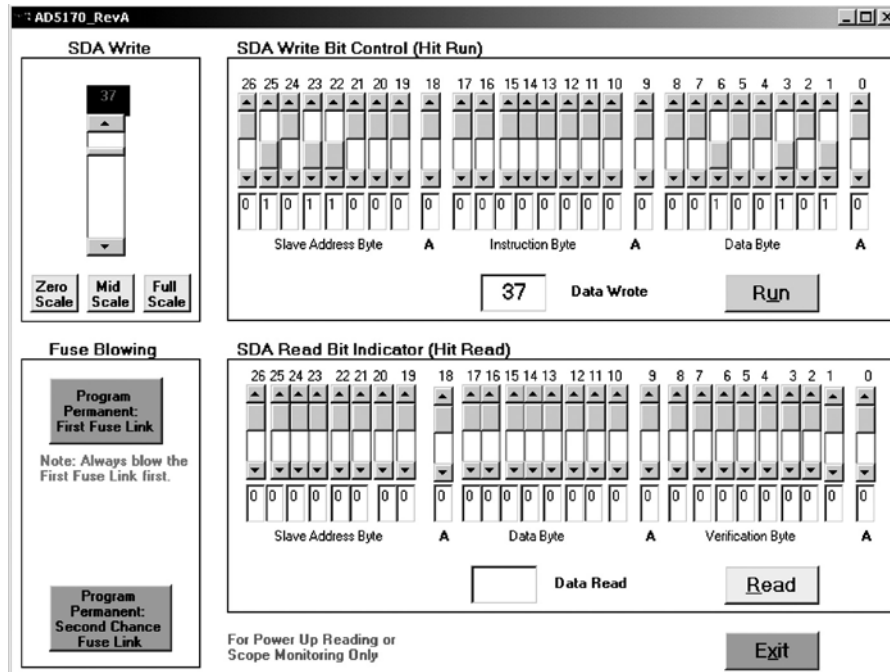 AD5170_RevA
SDA Write
37
Zero Scale
Mid Scale
Full Scale
SDA Write Bit Control (Hit Run)
26 25 24 23 22 21 20 19 18 17 16 15 14 13 12 11 10 9 8 7 6 5 4 3 2 1 0
0 1 0 1 1 0 0 0 0 0 0 0 0 0 0 0 0 0 0 0 1 0 0 1 0 1 0
Slave Address Byte A Instruction Byte A Data Byte A
37 Data Wrote Run
Fuse Blowing
Program
Permanent:
First Fuse Link
Note: Always blow the
First Fuse Link first.
Program
Permanent:
Second Chance
Fuse Link
SDA Read Bit Indicator (Hit Read)
26 25 24 23 22 21 20 19 18 17 16 15 14 13 12 11 10 9 8 7 6 5 4 3 2 1 0
0 0 0 0 0 0 0 0 0 0 0 0 0 0 0 0 0 0 0 0 0 0 0 0 0 0
Slave Address Byte A Data Byte A Verification Byte A
Data Read Read
For Power Up Reading or
Scope Monitoring Only
Exit